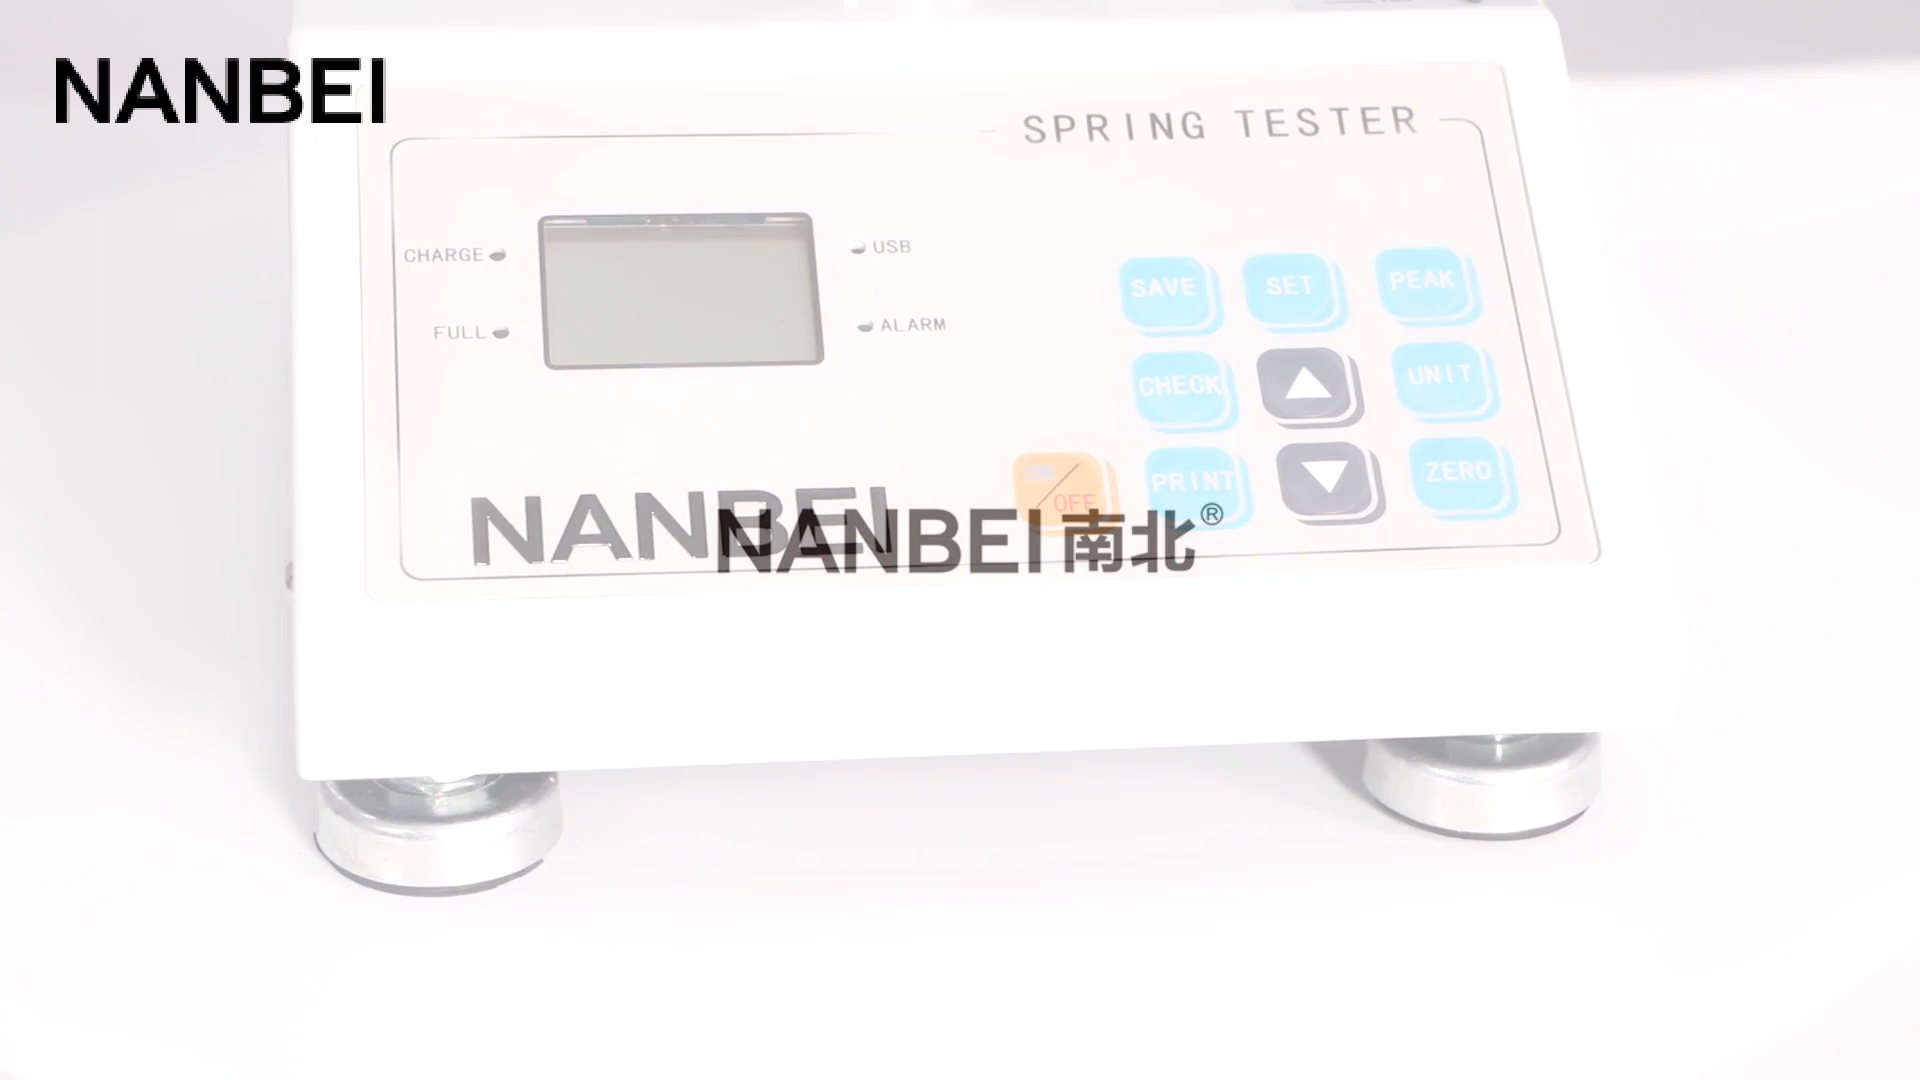 NANBEI
SPRING TESTER
CHARGE
USB
FULL
ALARM
SAVE
SET
PEAK
CHECK
UNIT
OFF
PRINT
ZERO
NANBEI
NANBEI南北®